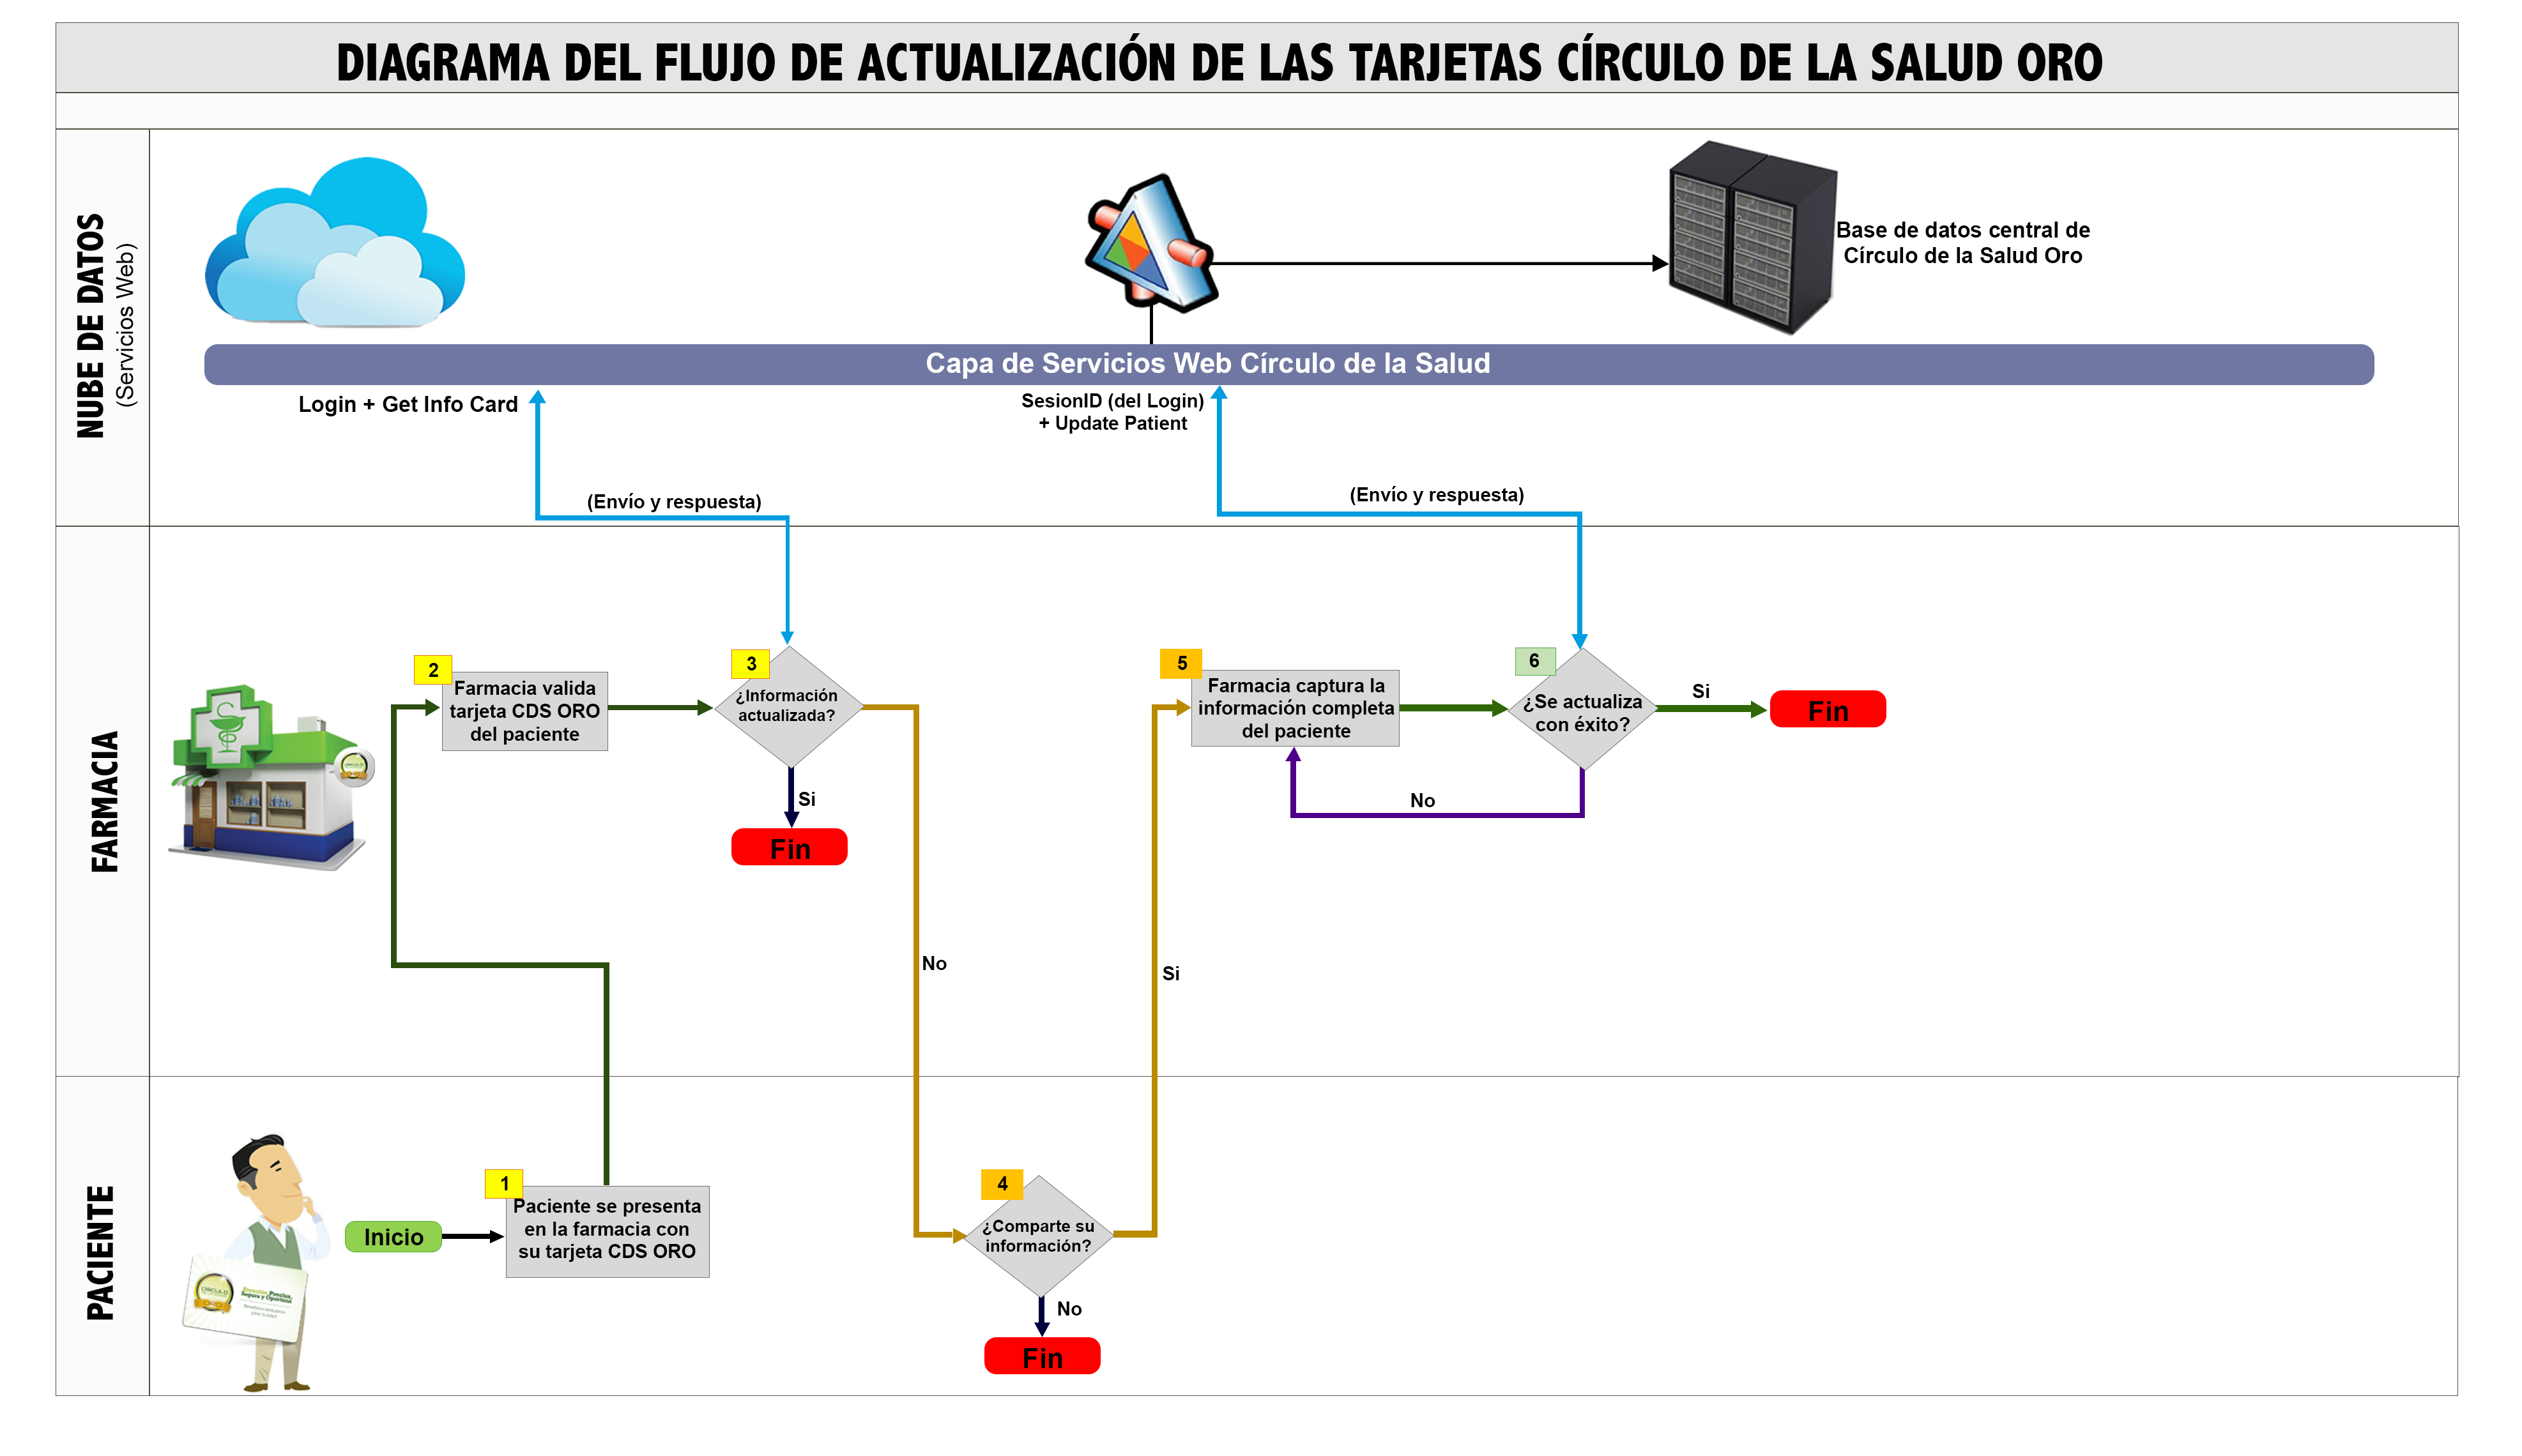 DIAGRAMA DEL FLUJO DE ACTUALIZACIÓN DE LAS TARJETAS CÍRCULO DE LA SALUD ORO
NUBE DE DATOS
(Servicios Web)
Base de datos central de
Círculo de la Salud Oro
Capa de Servicios Web Círculo de la Salud
Login + Get Info Card
SesionID (del Login)
+ Update Patient
(Envío y respuesta)
(Envío y respuesta)
FARMACIA
2
Farmacia valida
tarjeta CDS ORO
del paciente
3
¿Información
actualizada?
Si
Fin
No
5
Farmacia captura la
información completa
del paciente
6
¿Se actualiza
con éxito?
Si
Fin
No
Si
PACIENTE
Inicio
1
Paciente se presenta
en la farmacia con
su tarjeta CDS ORO
4
¿Comparte su
información?
No
Fin